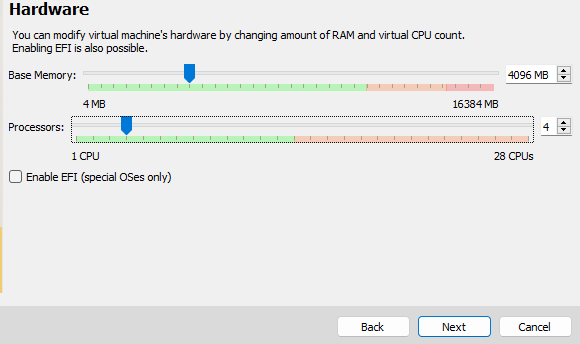 Hardware
You can modify virtual machine's hardware by changing amount of RAM and virtual CPU count.
Enabling EFI is also possible.
Base Memory: 4096 MB
4 MB 16384 MB
Processors: 4
1 CPU 28 CPUs
Enable EFI (special OSes only)
Back Next Cancel